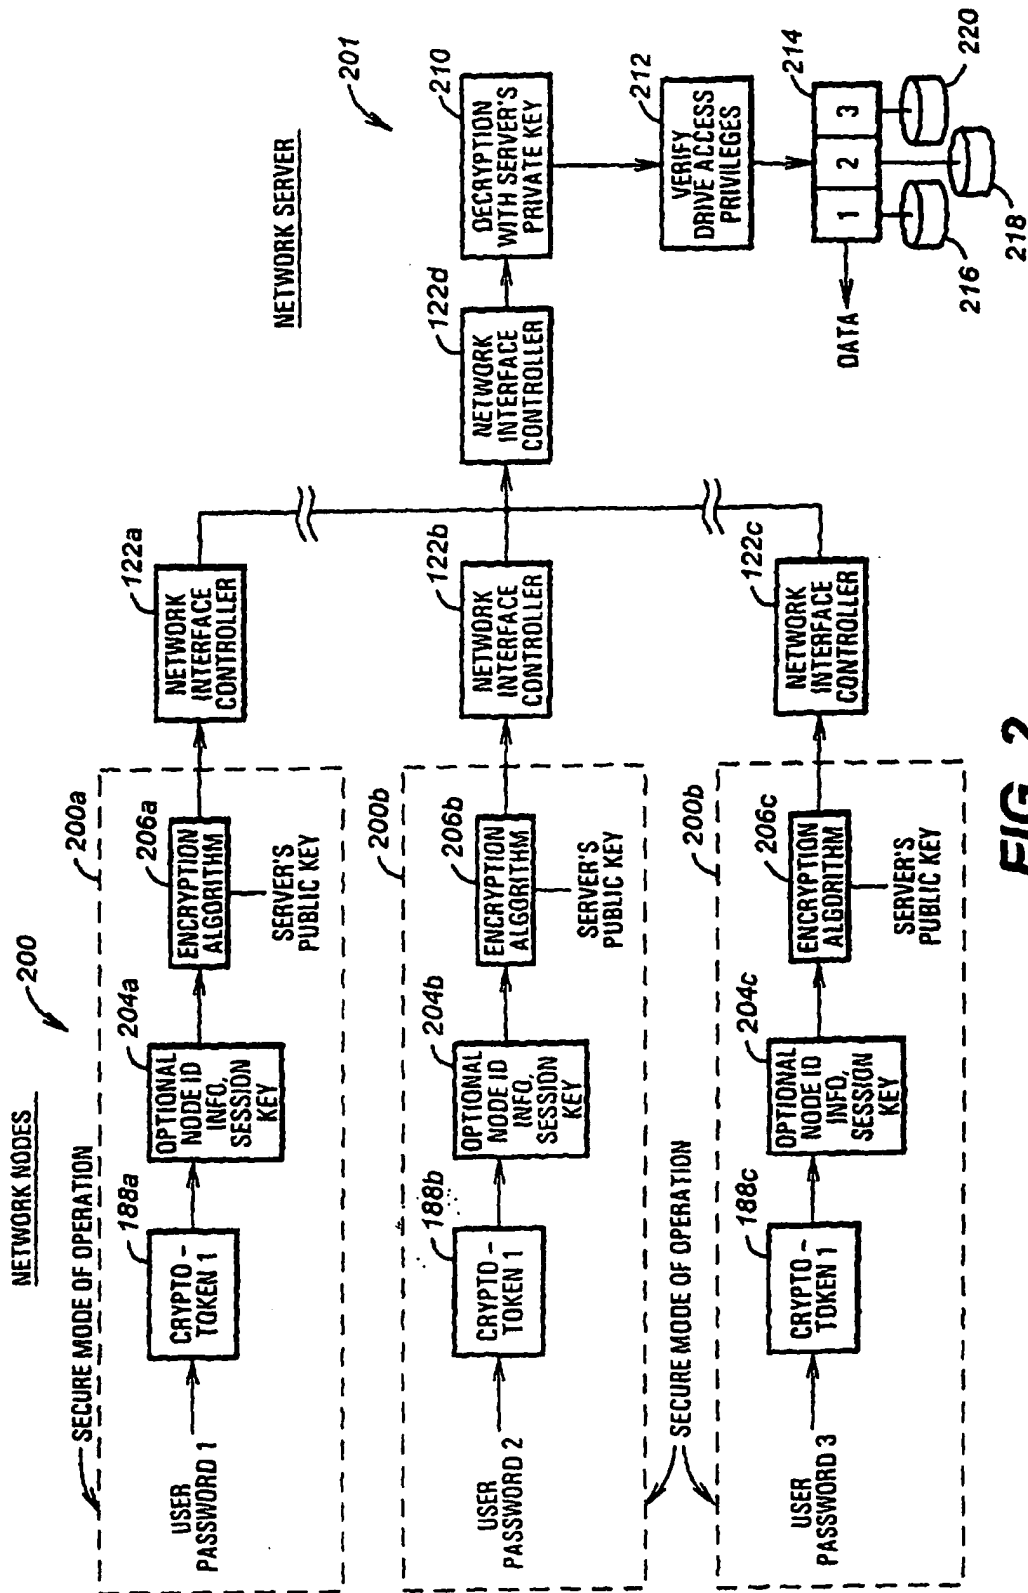 NETWORK NODES
200
NETWORK SERVER
201
SECURE MODE OF OPERATION
200a
USER
PASSWORD 1
188a
CRYPTO-
TOKEN 1
204a
OPTIONAL
NODE ID
INFO,
SESSION
KEY
206a
ENCRYPTION
ALGORITHM
SERVER'S
PUBLIC KEY
122a
NETWORK
INTERFACE
CONTROLLER
200b
USER
PASSWORD 2
188b
CRYPTO-
TOKEN 1
204b
OPTIONAL
NODE ID
INFO,
SESSION
KEY
206b
ENCRYPTION
ALGORITHM
SERVER'S
PUBLIC KEY
122b
NETWORK
INTERFACE
CONTROLLER
122d
NETWORK
INTERFACE
CONTROLLER
210
DECRYPTION
WITH SERVER'S
PRIVATE KEY
212
VERIFY
DRIVE ACCESS
PRIVILEGES
214
1 2 3
DATA
216
218
220
SECURE MODE OF OPERATION
200b
USER
PASSWORD 3
188c
CRYPTO-
TOKEN 1
204c
OPTIONAL
NODE ID
INFO,
SESSION
KEY
206c
ENCRYPTION
ALGORITHM
SERVER'S
PUBLIC KEY
122c
NETWORK
INTERFACE
CONTROLLER
FIG. 2